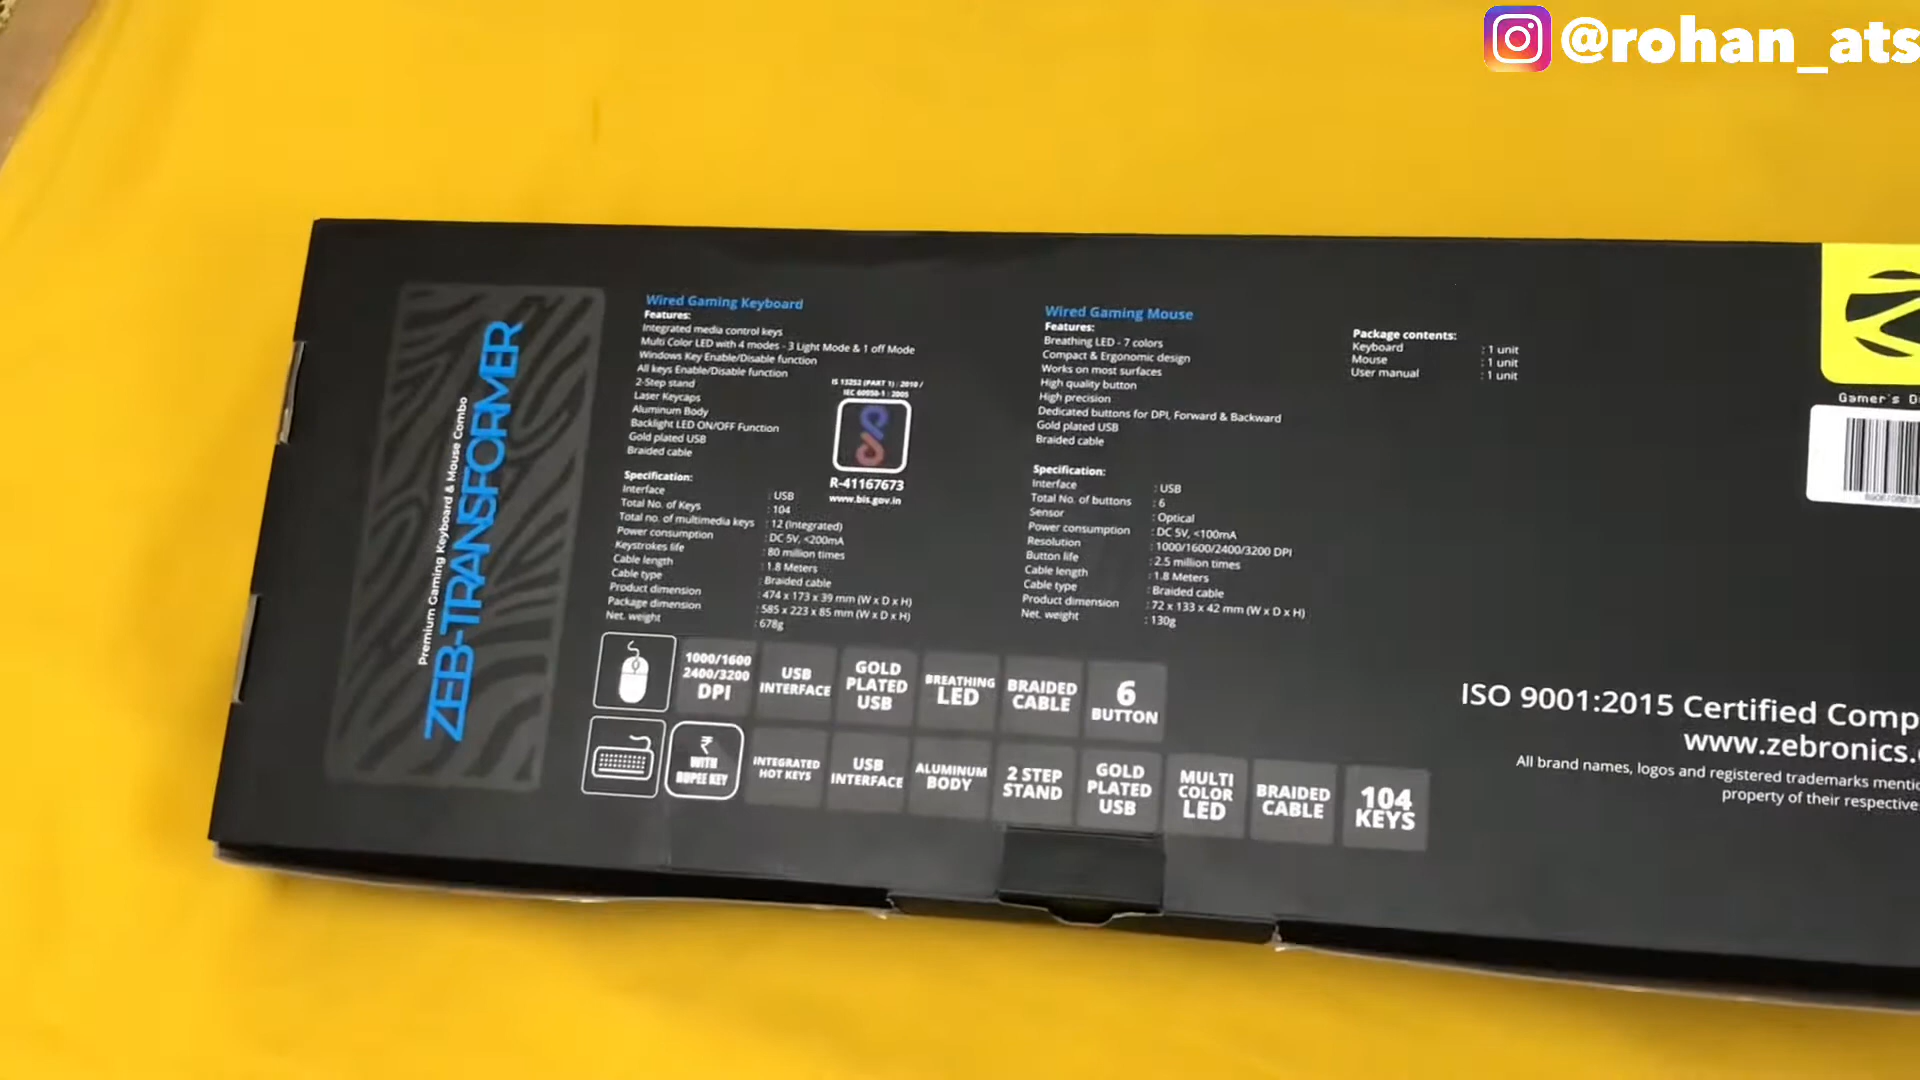 @rohan_ats
Premium Gaming Keyboard & Mouse Combo
ZEB-TRANSFORMER
Wired Gaming Keyboard
Features:
Integrated media control keys
Multi Color LED with 4 modes - 3 Light Mode & 1 off Mode
Windows Key Enable/Disable function
All keys Enable/Disable function
2-Step stand
Laser Keycaps
Aluminum Body
Backlight LED ON/OFF Function
Gold plated USB
Braided cable
IS 13252 (PART 1) : 2010 /
IEC 60950-1 : 2005
R-41167673
www.bis.gov.in
Specification:
Interface : USB
Total No. of Keys : 104
Total no. of multimedia keys : 12 (Integrated)
Power consumption : DC 5V, <200mA
Keystrokes life : 80 million times
Cable length : 1.8 Meters
Cable type : Braided cable
Product dimension : 474 x 173 x 39 mm (W x D x H)
Package dimension : 585 x 223 x 85 mm (W x D x H)
Net. weight : 678g
Wired Gaming Mouse
Features:
Breathing LED - 7 colors
Compact & Ergonomic design
Works on most surfaces
High quality button
High precision
Dedicated buttons for DPI, Forward & Backward
Gold plated USB
Braided cable
Specification:
Interface : USB
Total No. of buttons : 6
Sensor : Optical
Power consumption : DC 5V, <100mA
Resolution : 1000/1600/2400/3200 DPI
Button life : 2.5 million times
Cable length : 1.8 Meters
Cable type : Braided cable
Product dimension : 72 x 133 x 42 mm (W x D x H)
Net. weight : 130g
Package contents:
Keyboard : 1 unit
Mouse : 1 unit
User manual : 1 unit
Gamer's
1000/1600
2400/3200
DPI
USB
INTERFACE
GOLD
PLATED
USB
BREATHING
LED
BRAIDED
CABLE
6
BUTTON
₹
WITH
RUPEE KEY
INTEGRATED
HOT KEYS
USB
INTERFACE
ALUMINUM
BODY
2 STEP
STAND
GOLD
PLATED
USB
MULTI
COLOR
LED
BRAIDED
CABLE
104
KEYS
ISO 9001:2015 Certified Comp
www.zebronics.
All brand names, logos and registered trademarks mentio
property of their respective